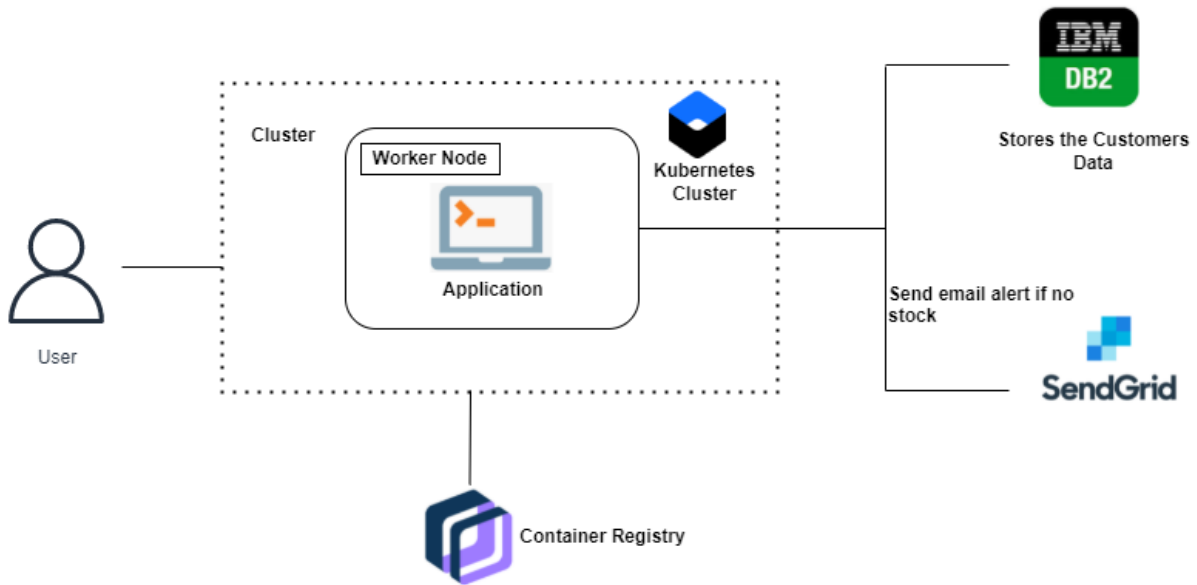 IBM
DB2
Cluster
Worker Node
Stores the Customers
Data
Kubernetes
Cluster
Application
Send email alert if no
stock
User
SendGrid
Container Registry